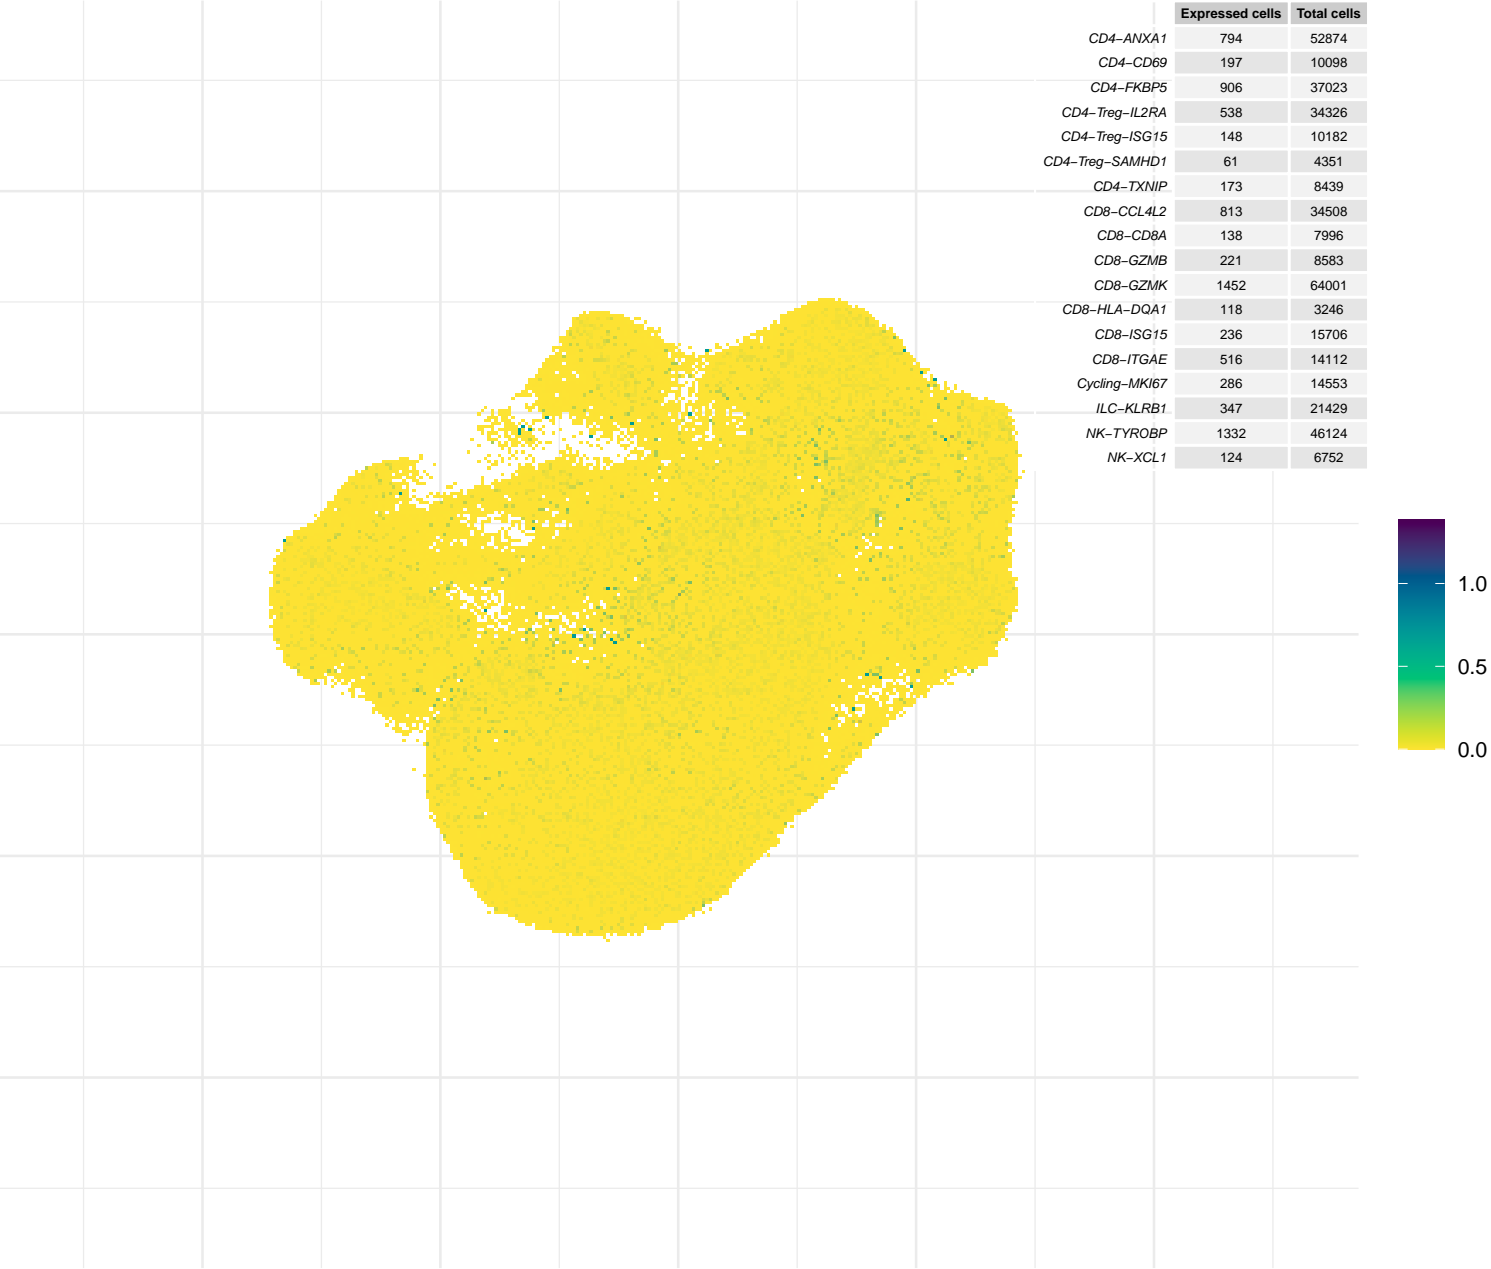 Expressed cells Total cells
CD4−ANXA1 794 52874
CD4−CD69 197 10098
CD4−FKBP5 906 37023
CD4−Treg−IL2RA 538 34326
CD4−Treg−ISG15 148 10182
CD4−Treg−SAMHD1 61 4351
CD4−TXNIP 173 8439
CD8−CCL4L2 813 34508
CD8−CD8A 138 7996
CD8−GZMB 221 8583
CD8−GZMK 1452 64001
CD8−HLA−DQA1 118 3246
CD8−ISG15 236 15706
CD8−ITGAE 516 14112
Cycling−MKI67 286 14553
ILC−KLRB1 347 21429
NK−TYROBP 1332 46124
NK−XCL1 124 6752
1.0
0.5
0.0